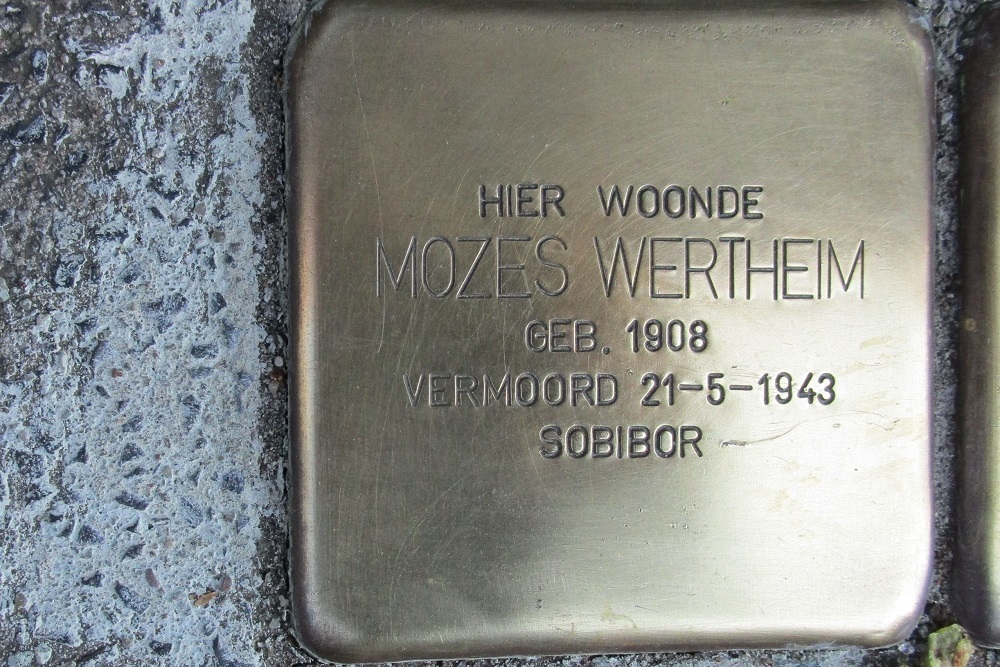 HIER WOONDE
MOZES WERTHEIM
GEB. 1908
VERMOORD 21-5-1943
SOBIBOR